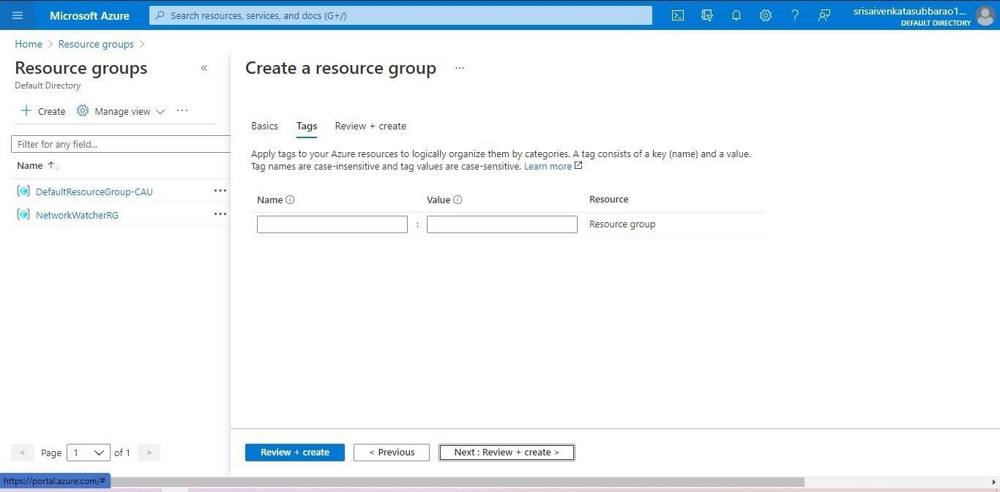 Microsoft Azure
Search resources, services, and docs (G+/)
srisaivenkatasubbarao1...
DEFAULT DIRECTORY
Home > Resource groups >
Resource groups
Default Directory
«
+ Create Manage view ...
Filter for any field...
Name ↑↓
DefaultResourceGroup-CAU ...
NetworkWatcherRG ...
< Page 1 of 1 >
https://portal.azure.com/#
Create a resource group ...
Basics Tags Review + create
Apply tags to your Azure resources to logically organize them by categories. A tag consists of a key (name) and a value.
Tag names are case-insensitive and tag values are case-sensitive. Learn more
Name Value Resource
: Resource group
Review + create < Previous Next : Review + create >